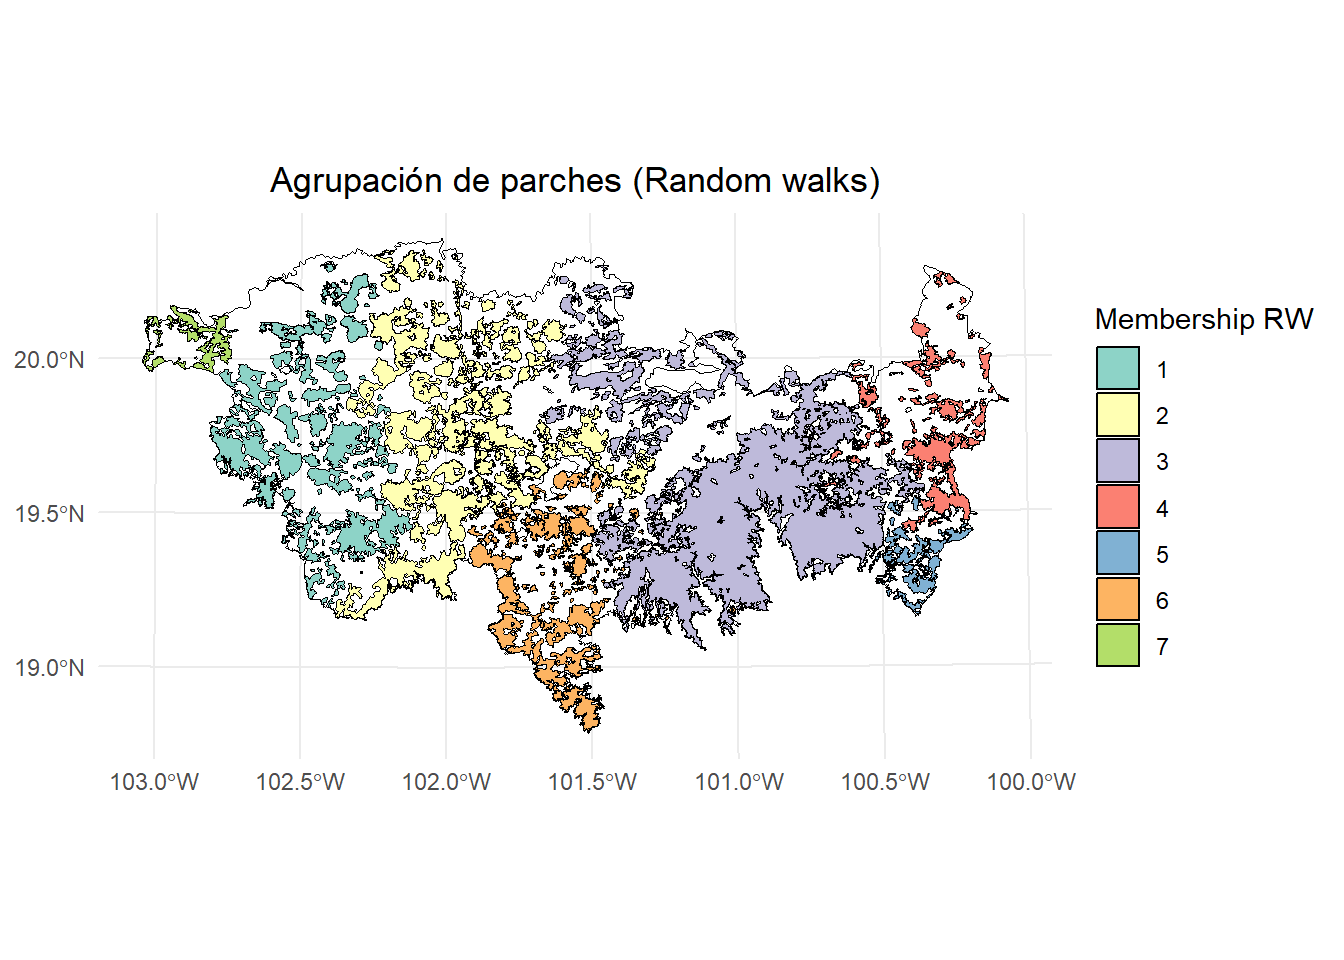 Agrupación de parches (Random walks)
20.0°N
19.5°N
19.0°N
103.0°W
102.5°W
102.0°W
101.5°W
101.0°W
100.5°W
100.0°W
Membership RW
1
2
3
4
5
6
7